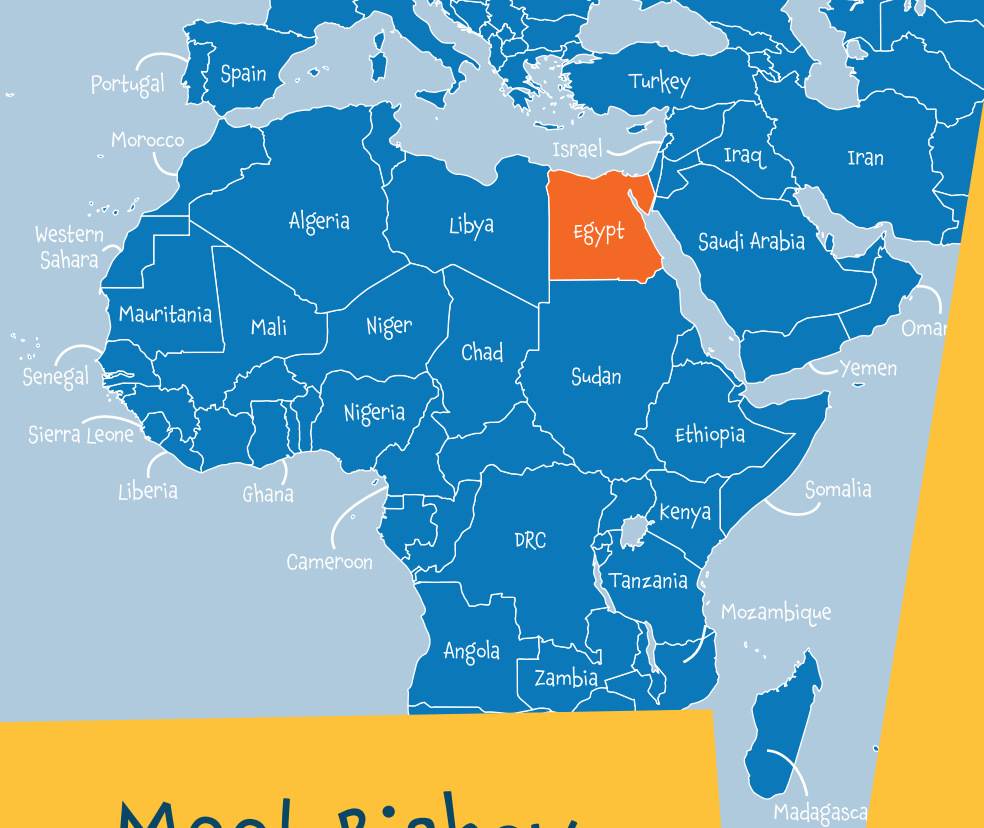 Portugal
Spain
Turkey
Morocco
Israel
Iraq
Iran
Algeria
Libya
Egypt
Western
Sahara
Saudi Arabia
Mauritania
Mali
Niger
Oman
Chad
Senegal
Sudan
Yemen
Nigeria
Sierra Leone
Ethiopia
Liberia
Ghana
Somalia
Kenya
DRC
Cameroon
Tanzania
Mozambique
Angola
Zambia
Madagasca